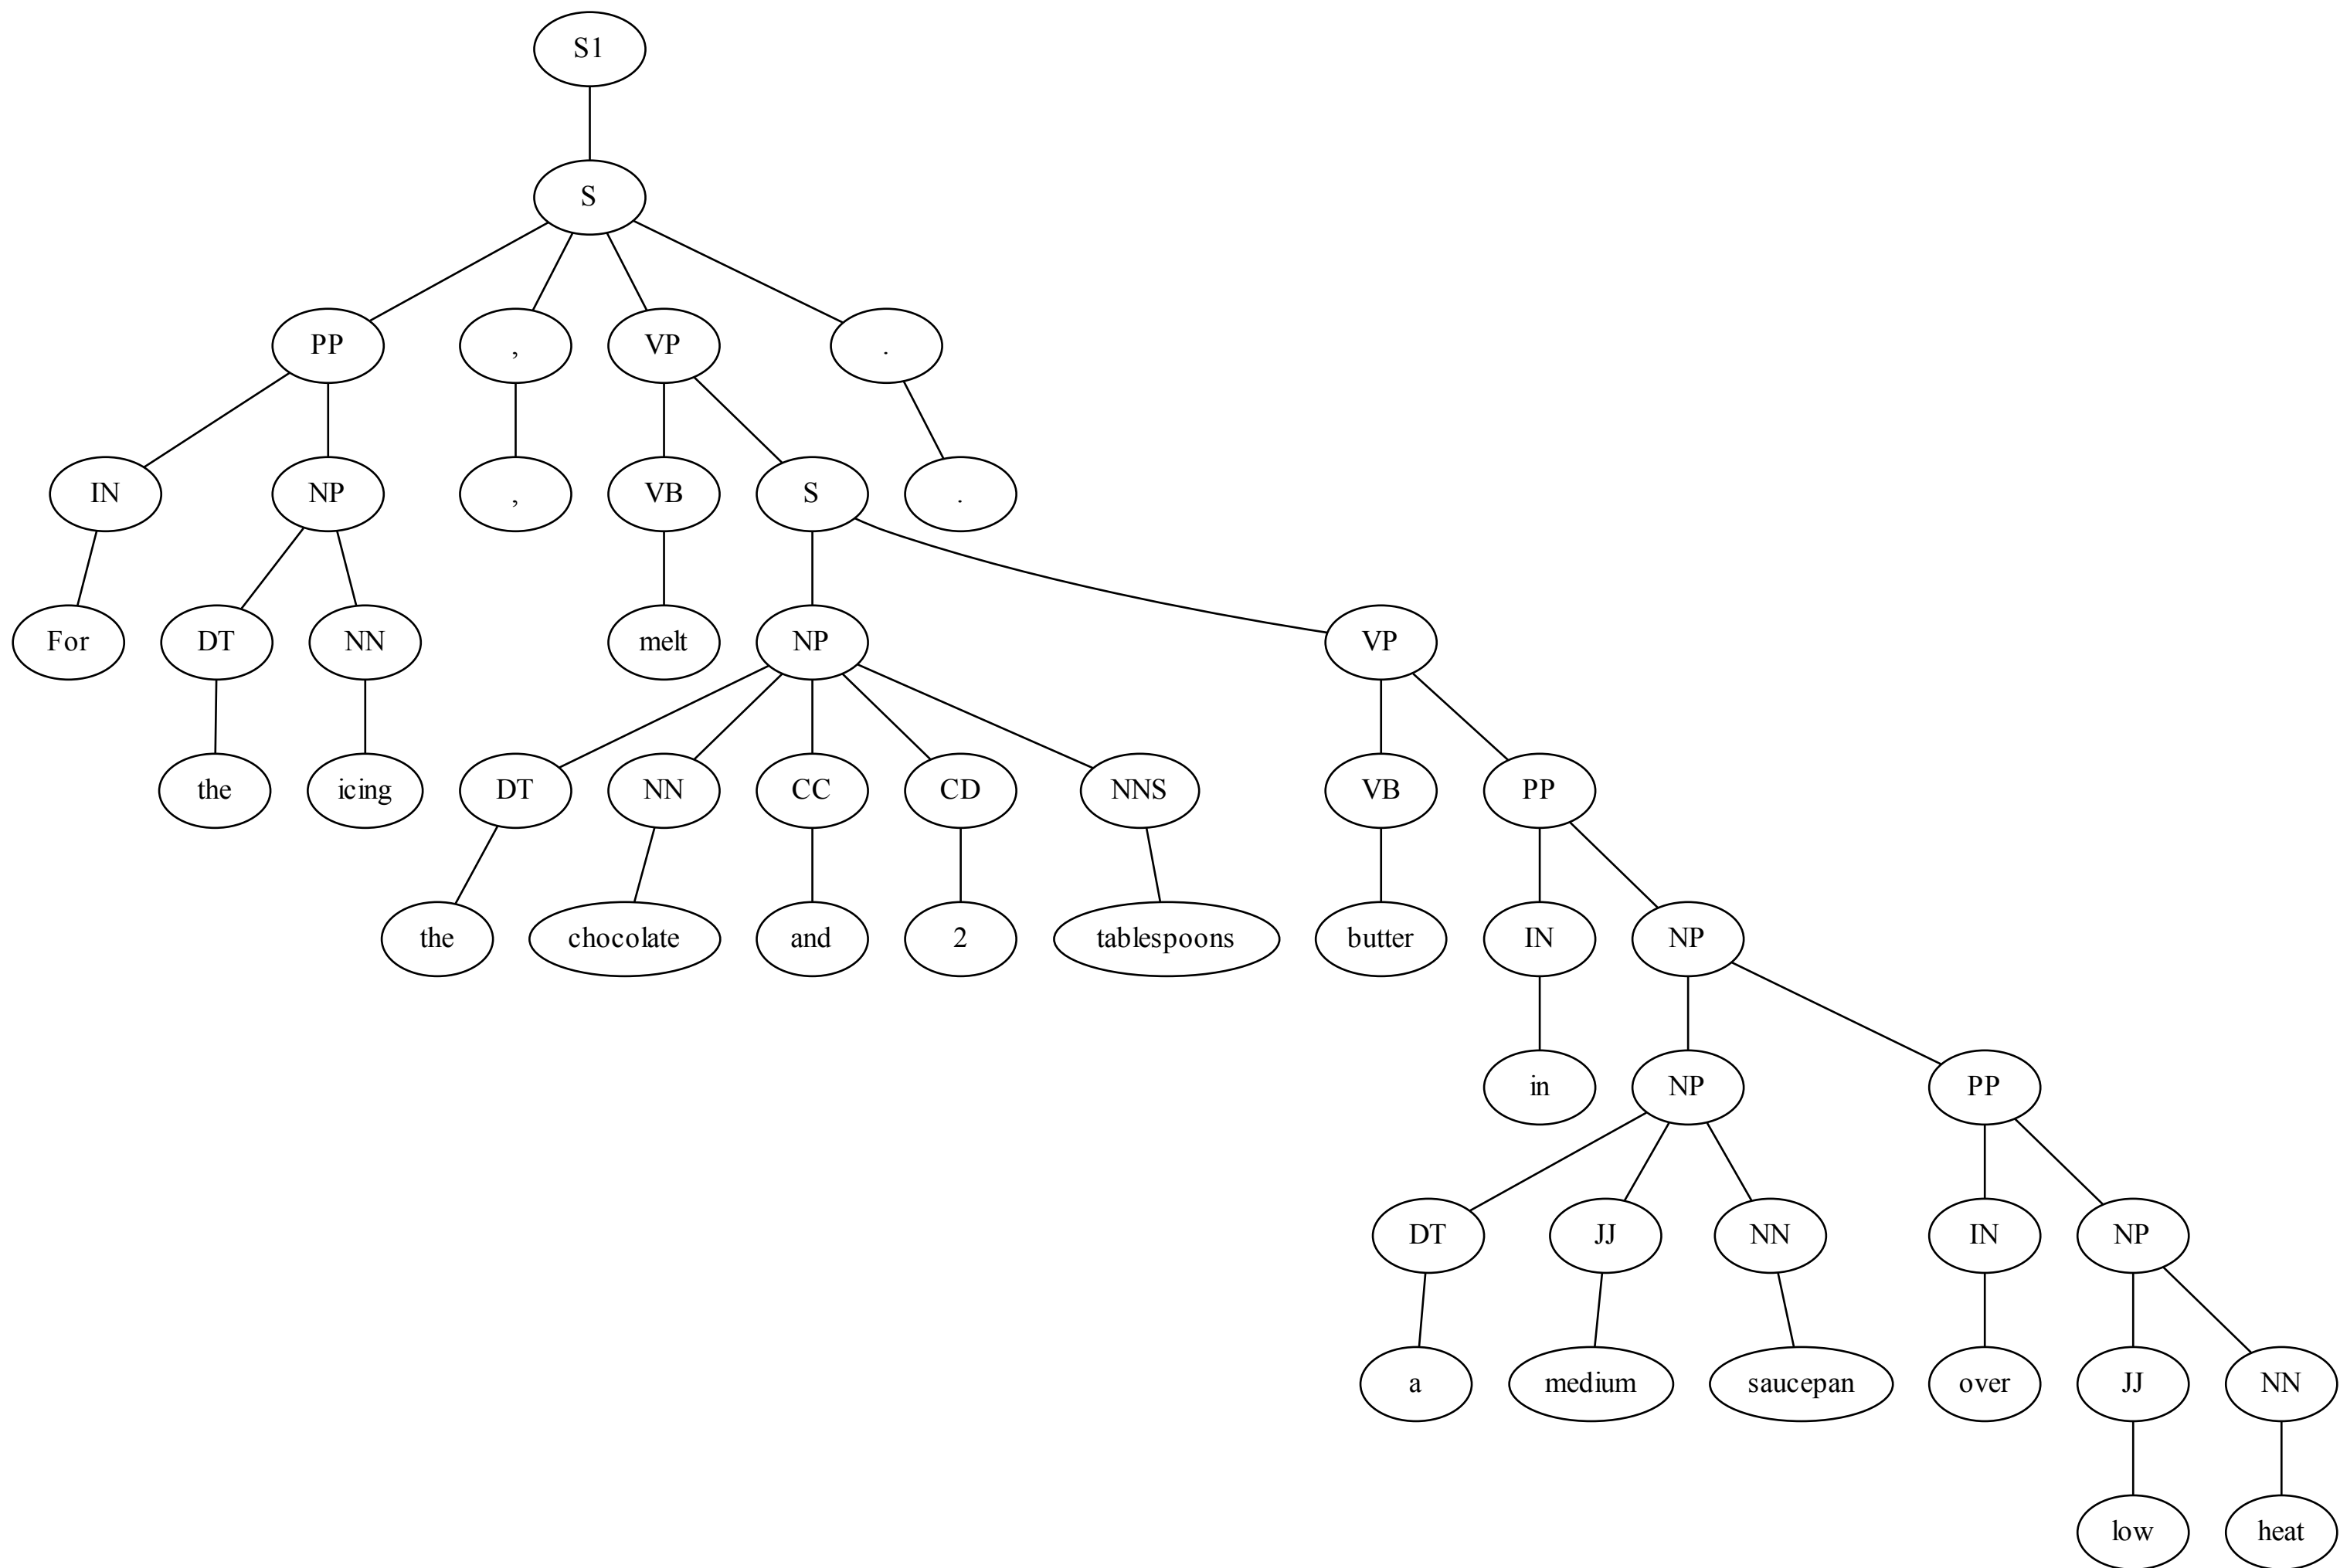 S1
S
PP , VP .
IN NP , VB S .
For DT NN melt NP VP
the icing DT NN CC CD NNS VB PP
the chocolate and 2 tablespoons butter IN NP
in NP PP
DT JJ NN IN NP
a medium saucepan over JJ NN
low heat